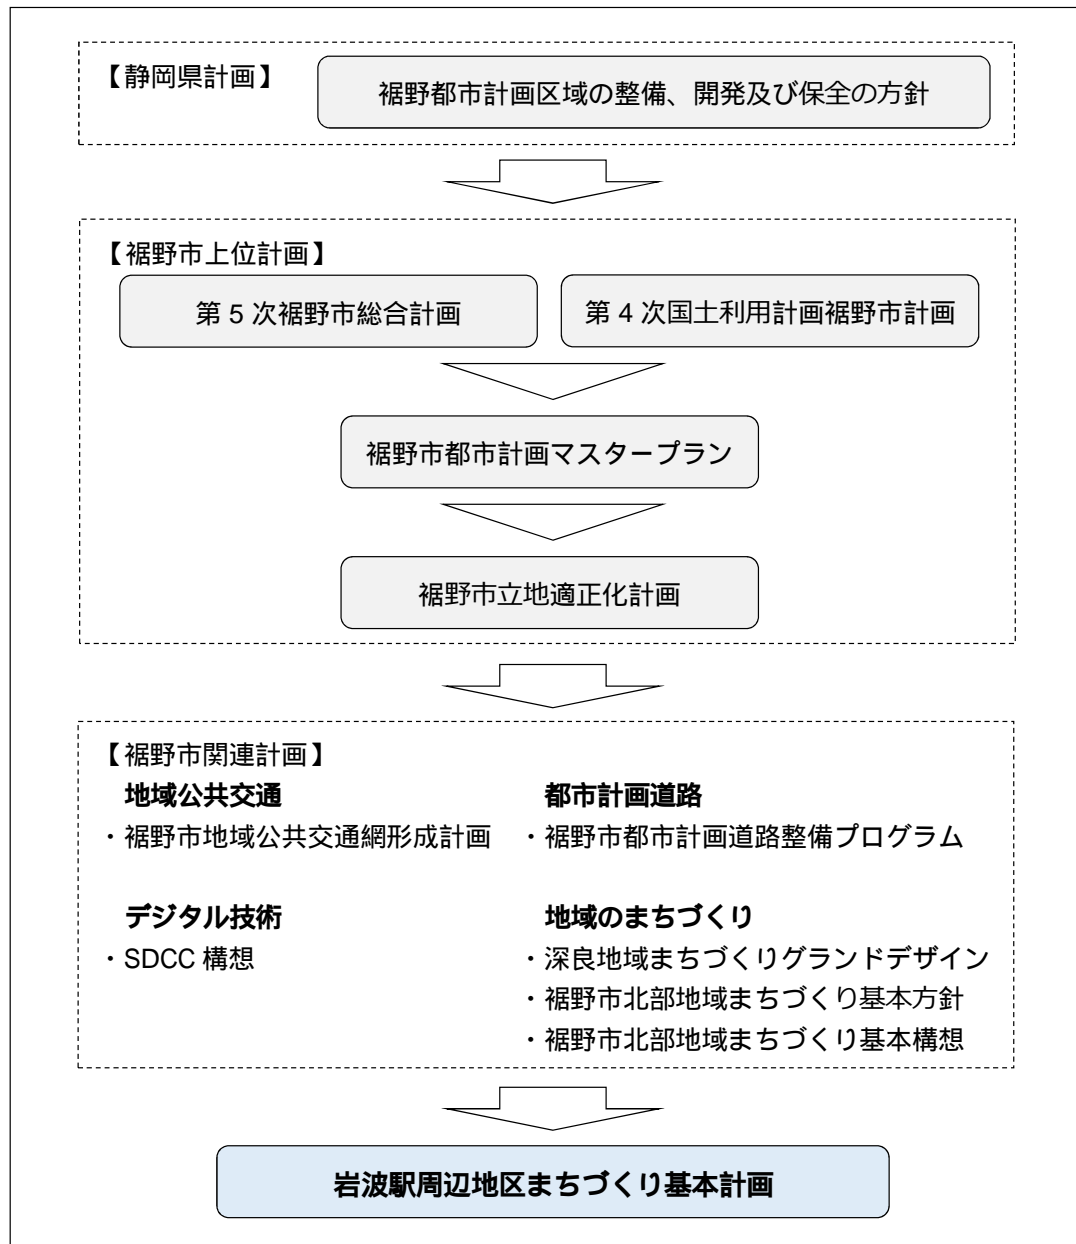 【静岡県計画】
裾野都市計画区域の整備、開発及び保全の方針
【裾野市上位計画】
第 5 次裾野市総合計画
第 4 次国土利用計画裾野市計画
裾野市都市計画マスタープラン
裾野市立地適正化計画
【裾野市関連計画】
地域公共交通
・裾野市地域公共交通網形成計画
都市計画道路
・裾野市都市計画道路整備プログラム
デジタル技術
・SDCC 構想
地域のまちづくり
・深良地域まちづくりグランドデザイン
・裾野市北部地域まちづくり基本方針
・裾野市北部地域まちづくり基本構想
岩波駅周辺地区まちづくり基本計画